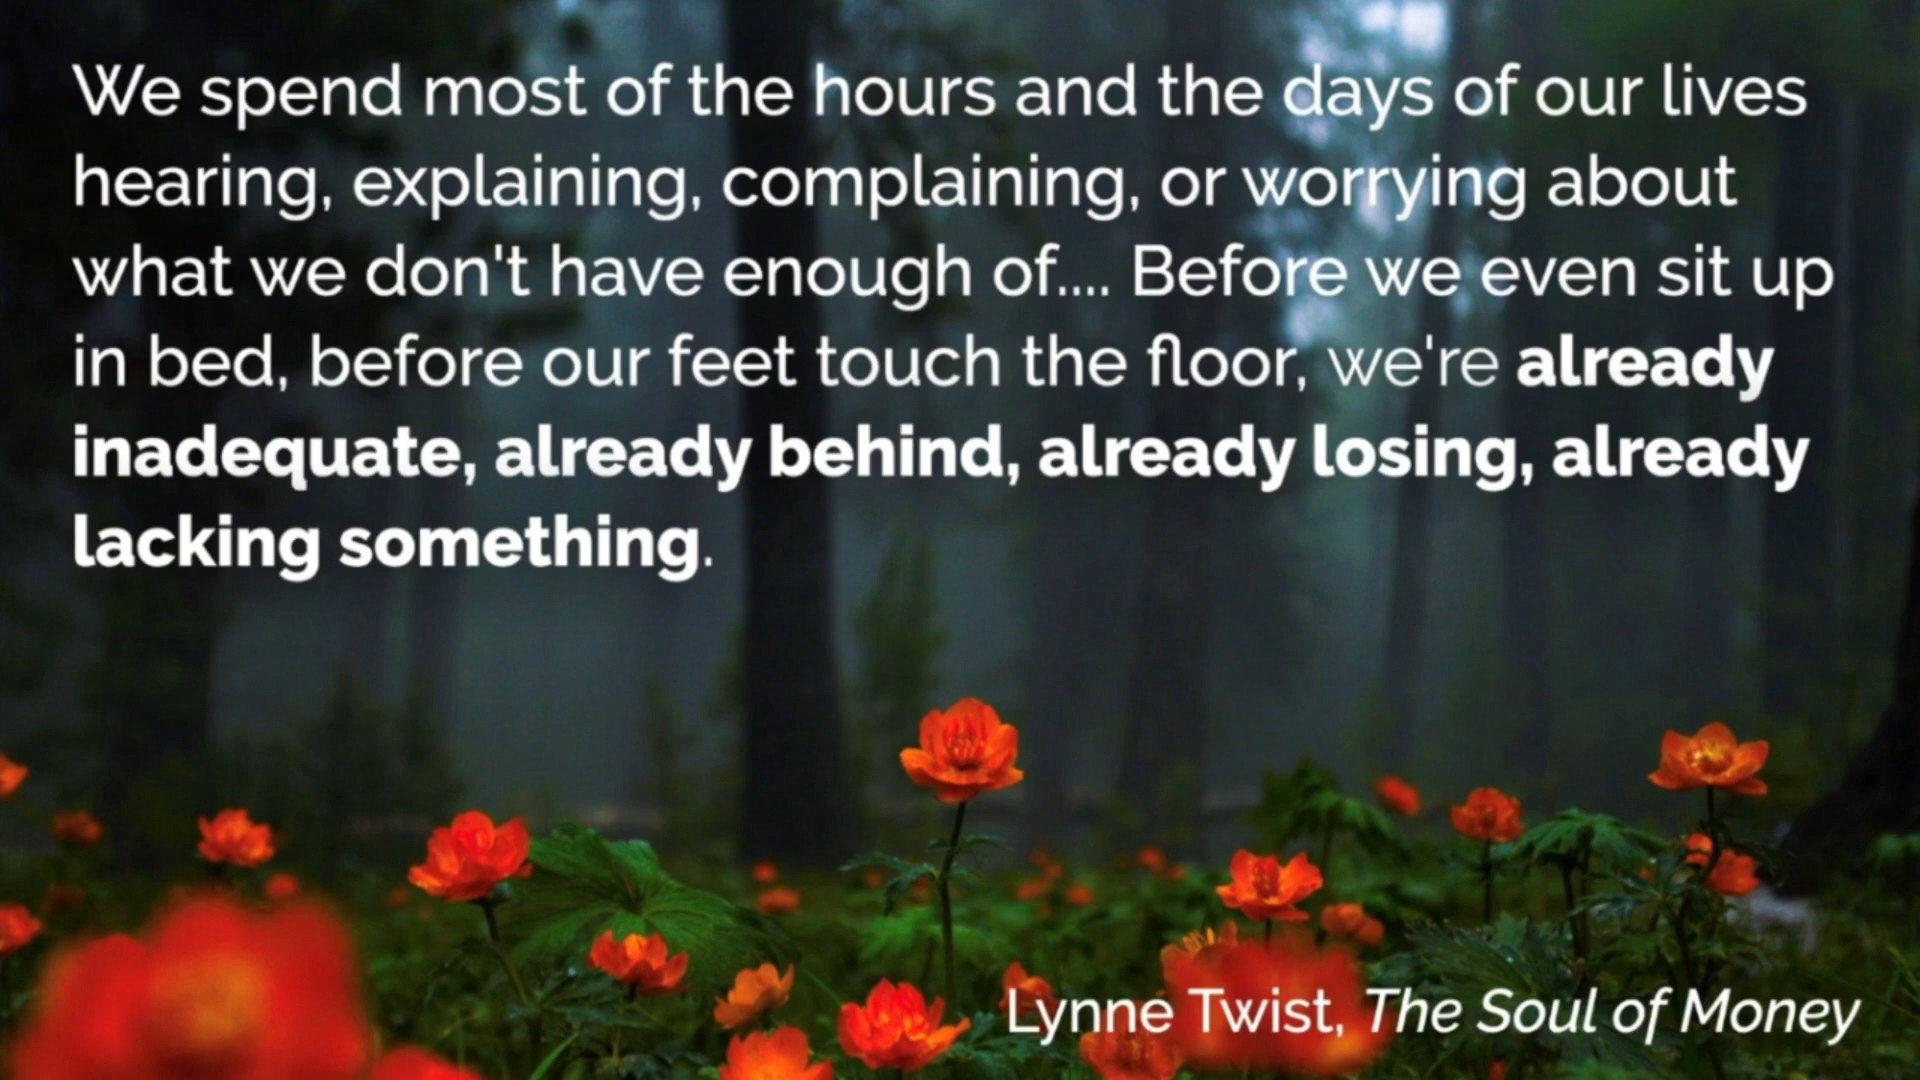 We spend most of the hours and the days of our lives
hearing, explaining, complaining, or worrying about
what we don't have enough of.... Before we even sit up
in bed, before our feet touch the floor, we're already
inadequate, already behind, already losing, already
lacking something.
Lynne Twist, The Soul of Money